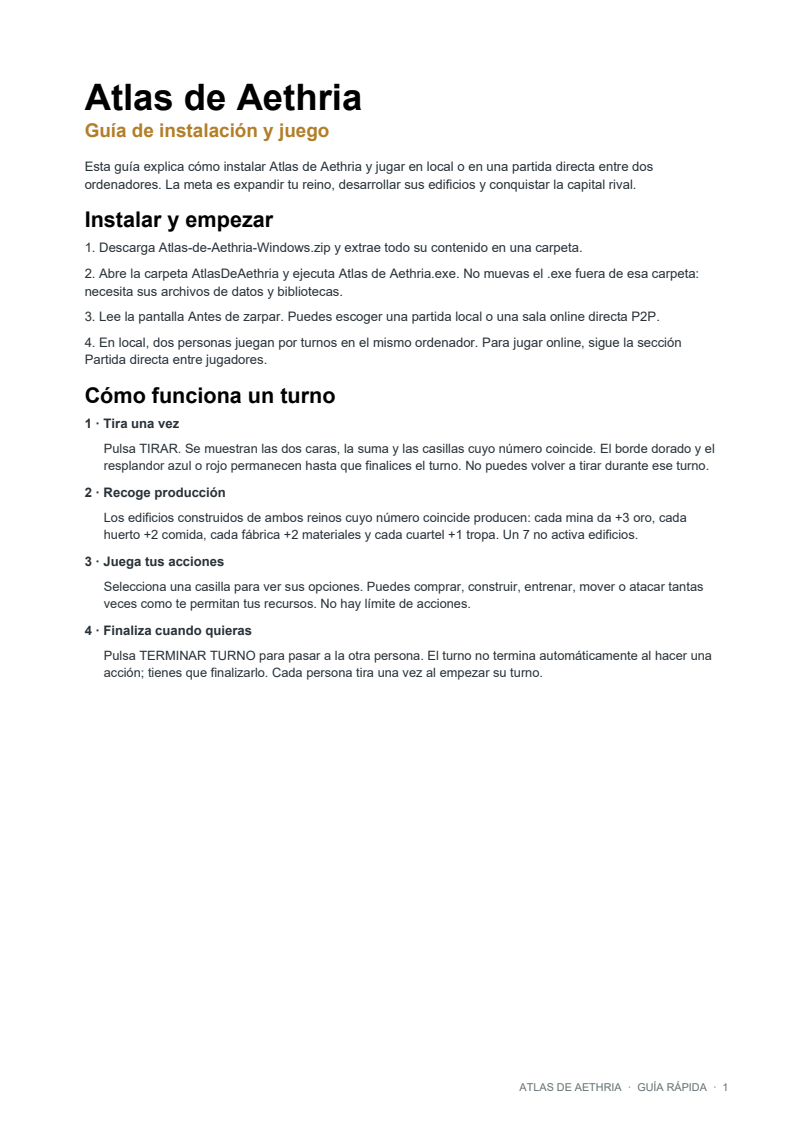 Atlas de Aethria
Guía de instalación y juego
Esta guía explica cómo instalar Atlas de Aethria y jugar en local o en una partida directa entre dos
ordenadores. La meta es expandir tu reino, desarrollar sus edificios y conquistar la capital rival.
Instalar y empezar
1. Descarga Atlas-de-Aethria-Windows.zip y extrae todo su contenido en una carpeta.
2. Abre la carpeta AtlasDeAethria y ejecuta Atlas de Aethria.exe. No muevas el .exe fuera de esa carpeta:
necesita sus archivos de datos y bibliotecas.
3. Lee la pantalla Antes de zarpar. Puedes escoger una partida local o una sala online directa P2P.
4. En local, dos personas juegan por turnos en el mismo ordenador. Para jugar online, sigue la sección
Partida directa entre jugadores.
Cómo funciona un turno
1 · Tira una vez
Pulsa TIRAR. Se muestran las dos caras, la suma y las casillas cuyo número coincide. El borde dorado y el
resplandor azul o rojo permanecen hasta que finalices el turno. No puedes volver a tirar durante ese turno.
2 · Recoge producción
Los edificios construidos de ambos reinos cuyo número coincide producen: cada mina da +3 oro, cada
huerto +2 comida, cada fábrica +2 materiales y cada cuartel +1 tropa. Un 7 no activa edificios.
3 · Juega tus acciones
Selecciona una casilla para ver sus opciones. Puedes comprar, construir, entrenar, mover o atacar tantas
veces como te permitan tus recursos. No hay límite de acciones.
4 · Finaliza cuando quieras
Pulsa TERMINAR TURNO para pasar a la otra persona. El turno no termina automáticamente al hacer una
acción; tienes que finalizarlo. Cada persona tira una vez al empezar su turno.
ATLAS DE AETHRIA · GUÍA RÁPIDA · 1